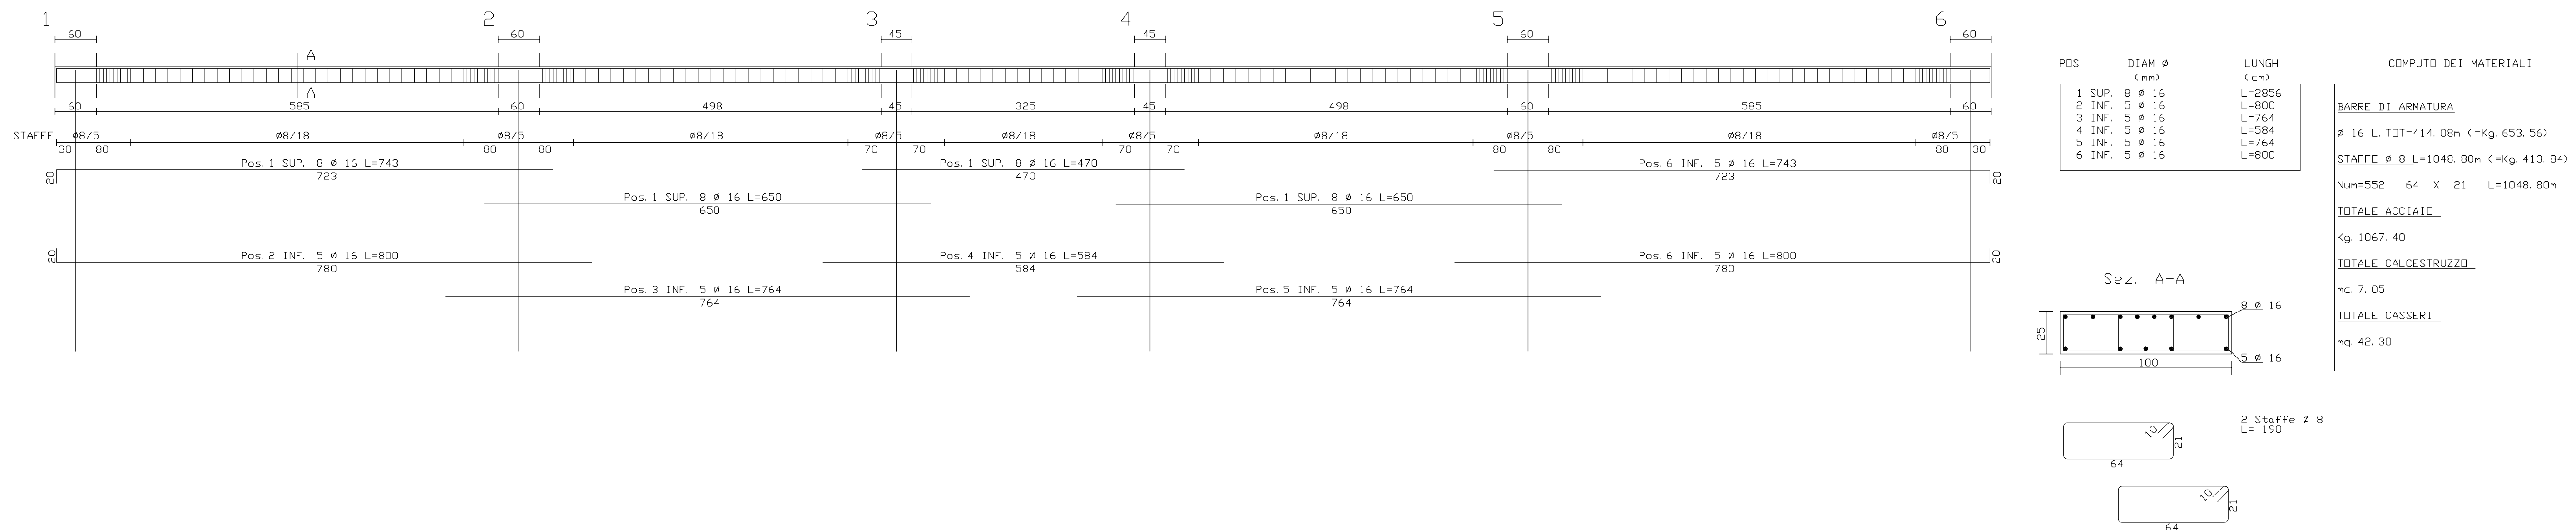 1 2 3 4 5 6
60 60 45 45 60 60
A
A
60 585 60 498 45 325 45 498 60 585 60
STAFFE ø8/5 ø8/18 ø8/5 ø8/18 ø8/5 ø8/18 ø8/5 ø8/18 ø8/5 ø8/18 ø8/5
30 80 80 80 70 70 70 70 80 80 80 30
Pos. 1 SUP. 8 ø 16 L=743 Pos. 1 SUP. 8 ø 16 L=470 Pos. 6 INF. 5 ø 16 L=743
20 723 470 723 20
Pos. 1 SUP. 8 ø 16 L=650 Pos. 1 SUP. 8 ø 16 L=650
650 650
Pos. 2 INF. 5 ø 16 L=800 Pos. 4 INF. 5 ø 16 L=584 Pos. 6 INF. 5 ø 16 L=800
20 780 584 780 20
Pos. 3 INF. 5 ø 16 L=764 Pos. 5 INF. 5 ø 16 L=764
764 764
POS DIAM ø LUNGH
(mm) (cm)
1 SUP. 8 ø 16 L=2856
2 INF. 5 ø 16 L=800
3 INF. 5 ø 16 L=764
4 INF. 5 ø 16 L=584
5 INF. 5 ø 16 L=764
6 INF. 5 ø 16 L=800
COMPUTO DEI MATERIALI
BARRE DI ARMATURA
ø 16 L. TOT=414. 08m (=Kg. 653. 56)
STAFFE ø 8 L=1048. 80m (=Kg. 413. 84)
Num=552 64 X 21 L=1048. 80m
TOTALE ACCIAIO
Kg. 1067. 40
TOTALE CALCESTRUZZO
mc. 7. 05
TOTALE CASSERI
mq. 42. 30
Sez. A-A
8 ø 16
25
5 ø 16
100
2 Staffe ø 8
L= 190
10
21
64
10
21
64